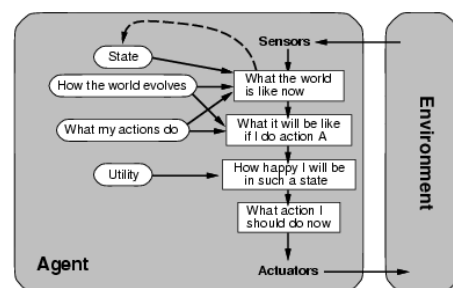 Sensors
State
What the world
is like now
How the world evolves
What my actions do
What it will be like
if I do action A
Utility
How happy I will be
in such a state
What action I
should do now
Agent
Actuators
Environment